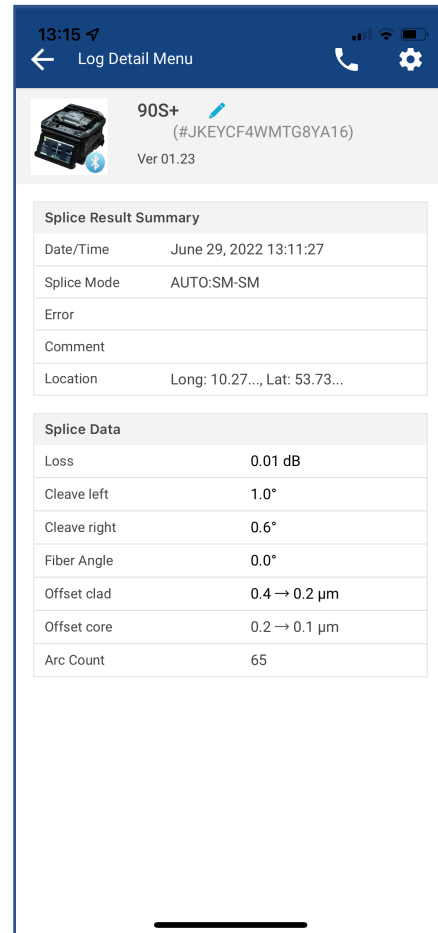 13:15
Log Detail Menu
90S+
(#JKEYCF4WMTG8YA16)
Ver 01.23
Splice Result Summary
Date/Time June 29, 2022 13:11:27
Splice Mode AUTO:SM-SM
Error
Comment
Location Long: 10.27..., Lat: 53.73...
Splice Data
Loss 0.01 dB
Cleave left 1.0°
Cleave right 0.6°
Fiber Angle 0.0°
Offset clad 0.4 → 0.2 µm
Offset core 0.2 → 0.1 µm
Arc Count 65